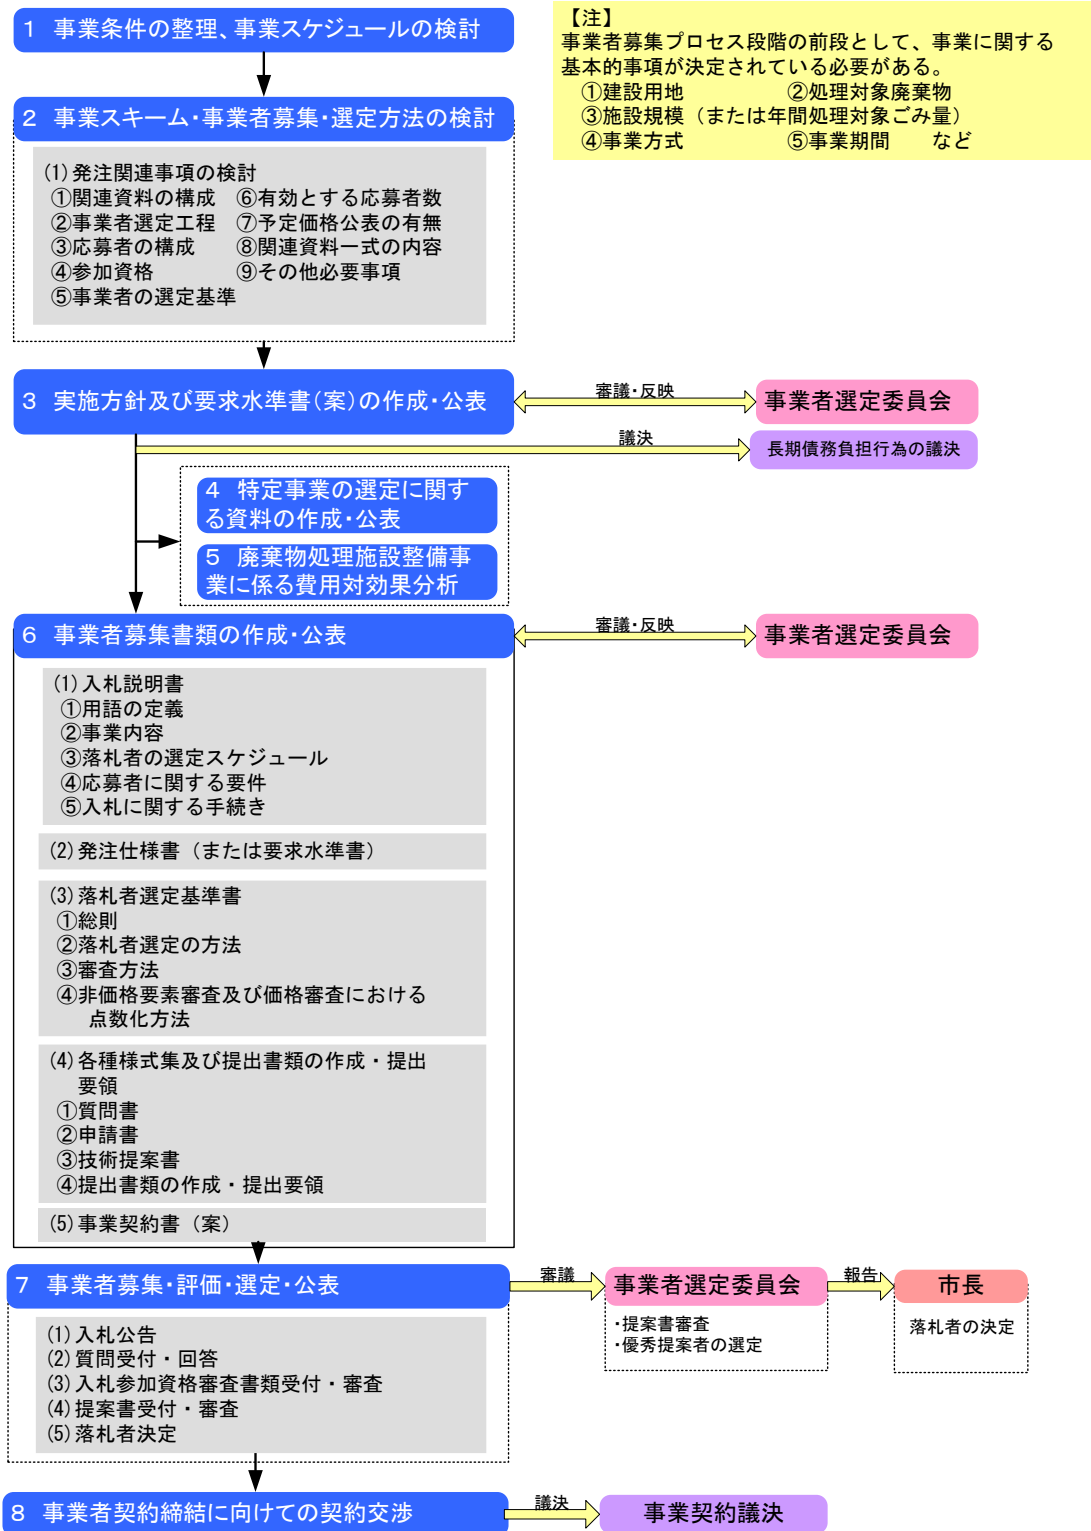 1 事業条件の整理、事業スケジュールの検討
【注】
事業者募集プロセス段階の前段として、事業に関する
基本的事項が決定されている必要がある。
①建設用地 ②処理対象廃棄物
③施設規模（または年間処理対象ごみ量）
④事業方式 ⑤事業期間 など
2 事業スキーム・事業者募集・選定方法の検討
(1)発注関連事項の検討
①関連資料の構成 ⑥有効とする応募者数
②事業者選定工程 ⑦予定価格公表の有無
③応募者の構成 ⑧関連資料一式の内容
④参加資格 ⑨その他必要事項
⑤事業者の選定基準
3 実施方針及び要求水準書(案)の作成・公表
審議・反映
事業者選定委員会
議決
長期債務負担行為の議決
4 特定事業の選定に関す
る資料の作成・公表
5 廃棄物処理施設整備事
業に係る費用対効果分析
6 事業者募集書類の作成・公表
審議・反映
事業者選定委員会
(1)入札説明書
①用語の定義
②事業内容
③落札者の選定スケジュール
④応募者に関する要件
⑤入札に関する手続き
(2)発注仕様書（または要求水準書）
(3)落札者選定基準書
①総則
②落札者選定の方法
③審査方法
④非価格要素審査及び価格審査における
点数化方法
(4)各種様式集及び提出書類の作成・提出
要領
①質問書
②申請書
③技術提案書
④提出書類の作成・提出要領
(5)事業契約書（案）
7 事業者募集・評価・選定・公表
審議
事業者選定委員会
報告
市長
・提案書審査
・優秀提案者の選定
落札者の決定
(1)入札公告
(2)質問受付・回答
(3)入札参加資格審査書類受付・審査
(4)提案書受付・審査
(5)落札者決定
8 事業者契約締結に向けての契約交渉
議決
事業契約議決